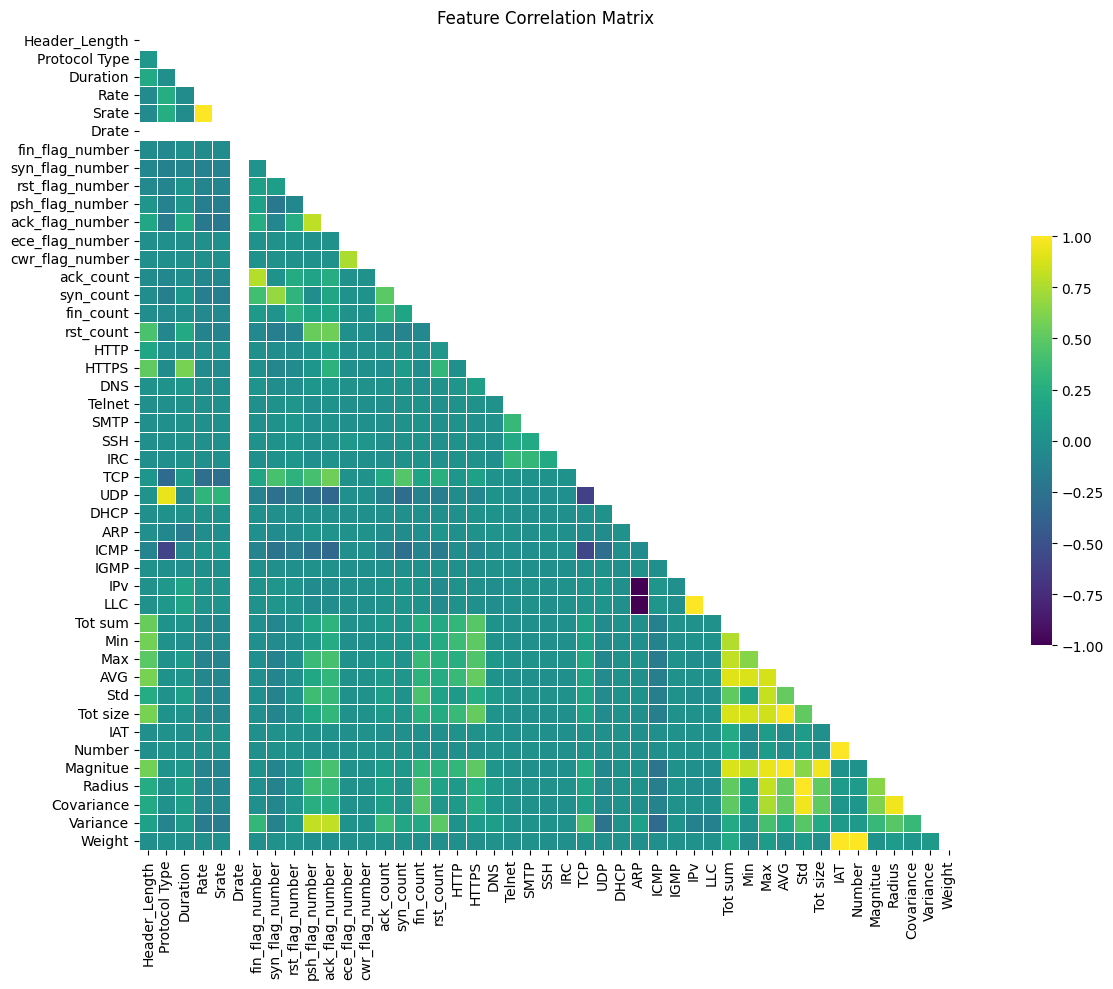 Feature Correlation Matrix
Header_Length
Protocol Type
Duration
Rate
Srate
Drate
fin_flag_number
syn_flag_number
rst_flag_number
psh_flag_number
ack_flag_number
ece_flag_number
cwr_flag_number
ack_count
syn_count
fin_count
rst_count
HTTP
HTTPS
DNS
Telnet
SMTP
SSH
IRC
TCP
UDP
DHCP
ARP
ICMP
IGMP
IPv
LLC
Tot sum
Min
Max
AVG
Std
Tot size
IAT
Number
Magnitue
Radius
Covariance
Variance
Weight
Header_Length
Protocol Type
Duration
Rate
Srate
Drate
fin_flag_number
syn_flag_number
rst_flag_number
psh_flag_number
ack_flag_number
ece_flag_number
cwr_flag_number
ack_count
syn_count
fin_count
rst_count
HTTP
HTTPS
DNS
Telnet
SMTP
SSH
IRC
TCP
UDP
DHCP
ARP
ICMP
IGMP
IPv
LLC
Tot sum
Min
Max
AVG
Std
Tot size
IAT
Number
Magnitue
Radius
Covariance
Variance
Weight
1.00
0.75
0.50
0.25
0.00
−0.25
−0.50
−0.75
−1.00